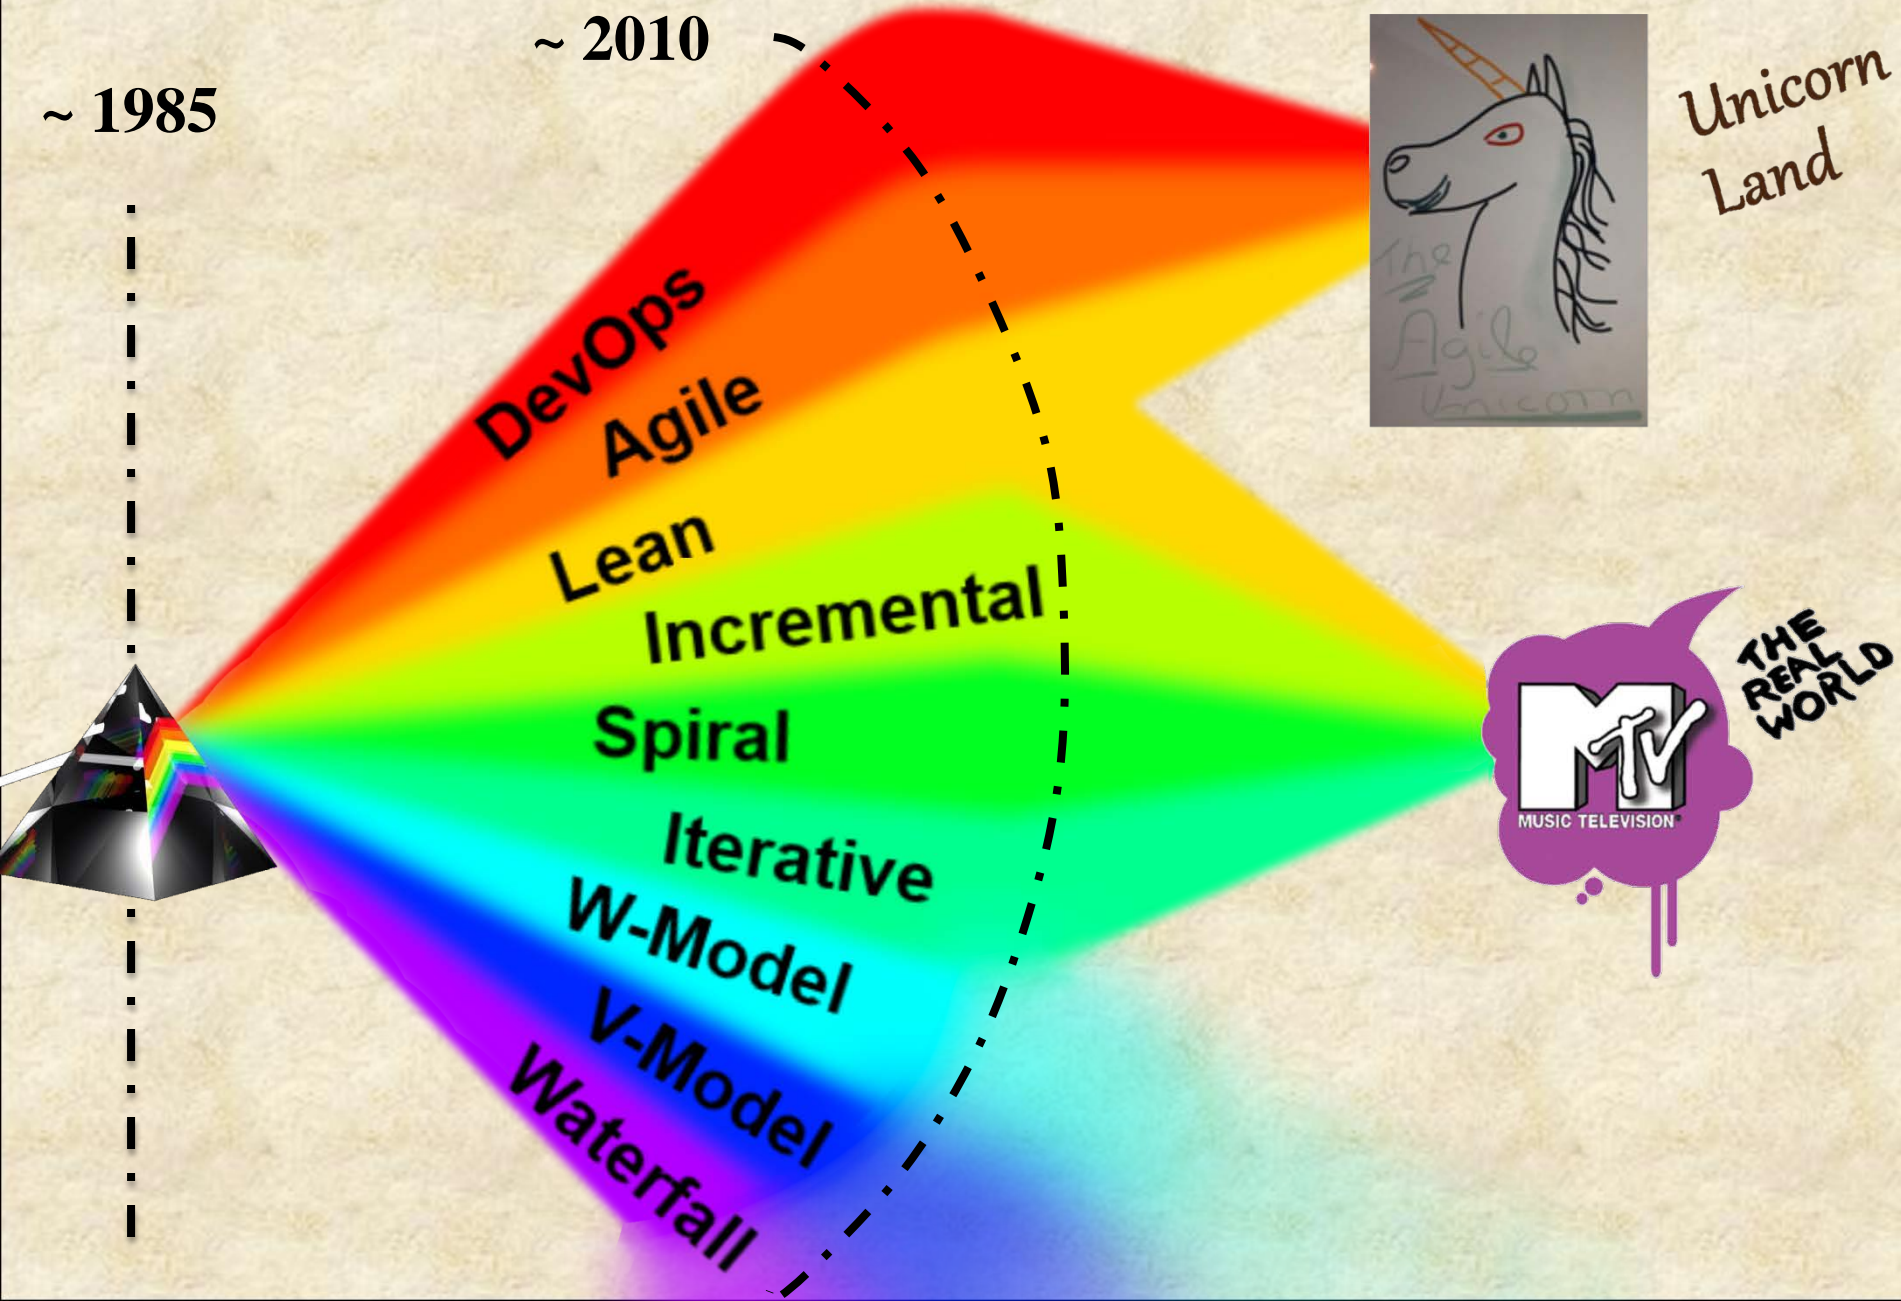 ~ 2010
~ 1985
Unicorn
Land
The
Agile
Unicorn
DevOps
Agile
Lean
Incremental
Spiral
Iterative
W-Model
V-Model
Waterfall
THE
REAL
WORLD
MTV
MUSIC TELEVISION®